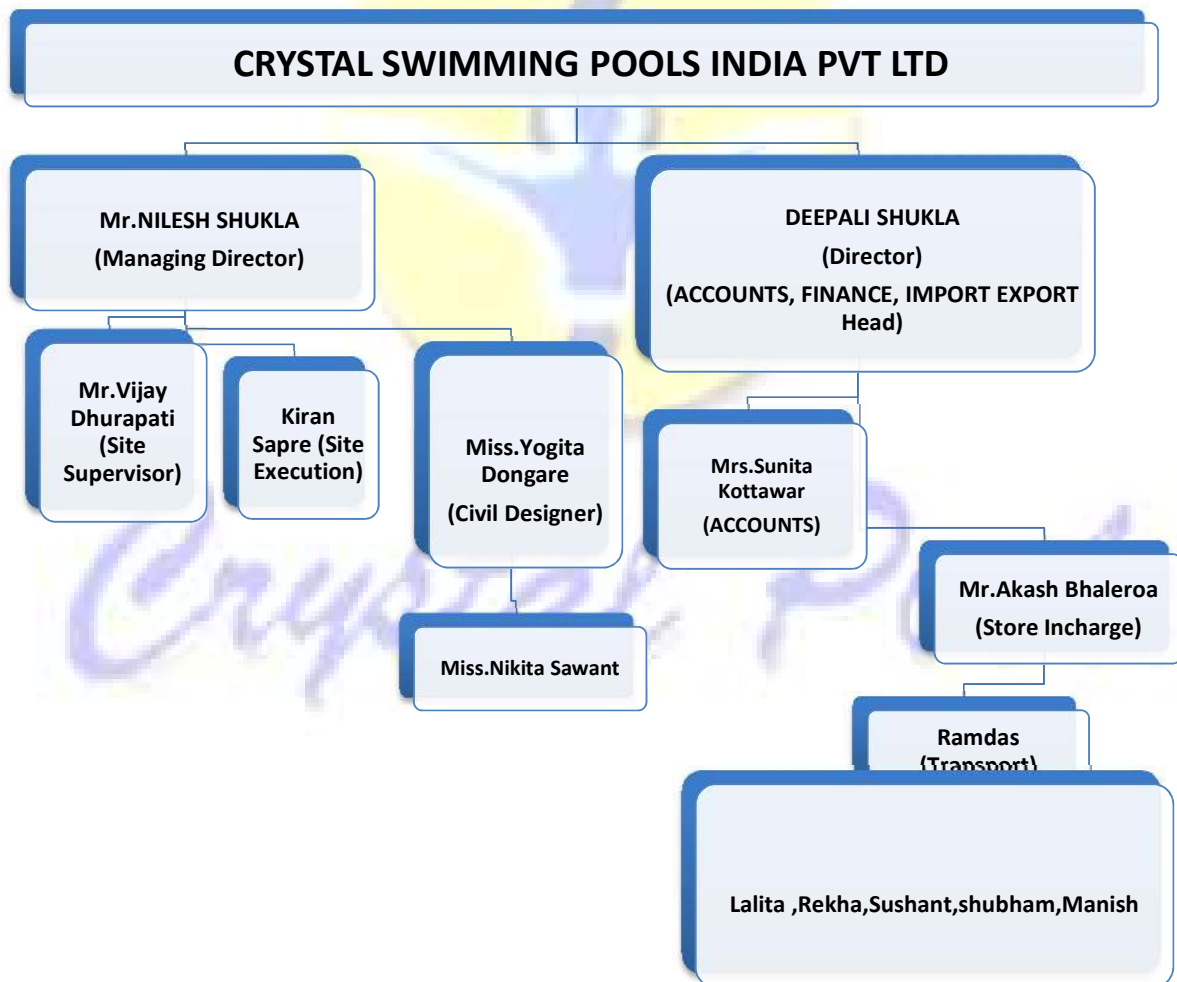 CRYSTAL SWIMMING POOLS INDIA PVT LTD
Mr.NILESH SHUKLA
(Managing Director)
DEEPALI SHUKLA
(Director)
(ACCOUNTS, FINANCE, IMPORT EXPORT
Head)
Mr.Vijay
Dhurapati
(Site
Supervisor)
Kiran
Sapre (Site
Execution)
Miss.Yogita
Dongare
(Civil Designer)
Mrs.Sunita
Kottawar
(ACCOUNTS)
Miss.Nikita Sawant
Mr.Akash Bhaleroa
(Store Incharge)
Ramdas
(Transport)
Lalita ,Rekha,Sushant,shubham,Manish
Crystal